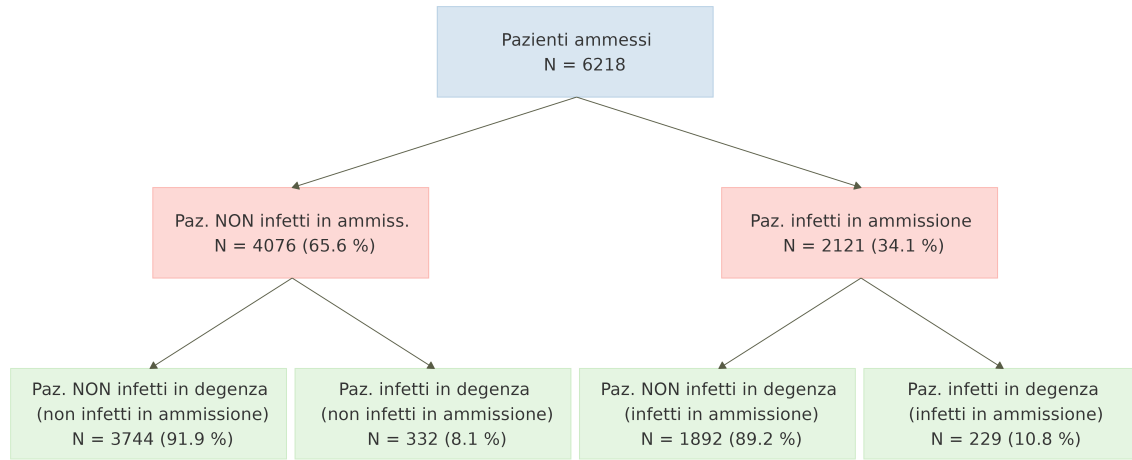 Pazienti ammessi
N = 6218
Paz. NON infetti in ammiss.
N = 4076 (65.6 %)
Paz. infetti in ammissione
N = 2121 (34.1 %)
Paz. NON infetti in degenza
(non infetti in ammissione)
N = 3744 (91.9 %)
Paz. infetti in degenza
(non infetti in ammissione)
N = 332 (8.1 %)
Paz. NON infetti in degenza
(infetti in ammissione)
N = 1892 (89.2 %)
Paz. infetti in degenza
(infetti in ammissione)
N = 229 (10.8 %)